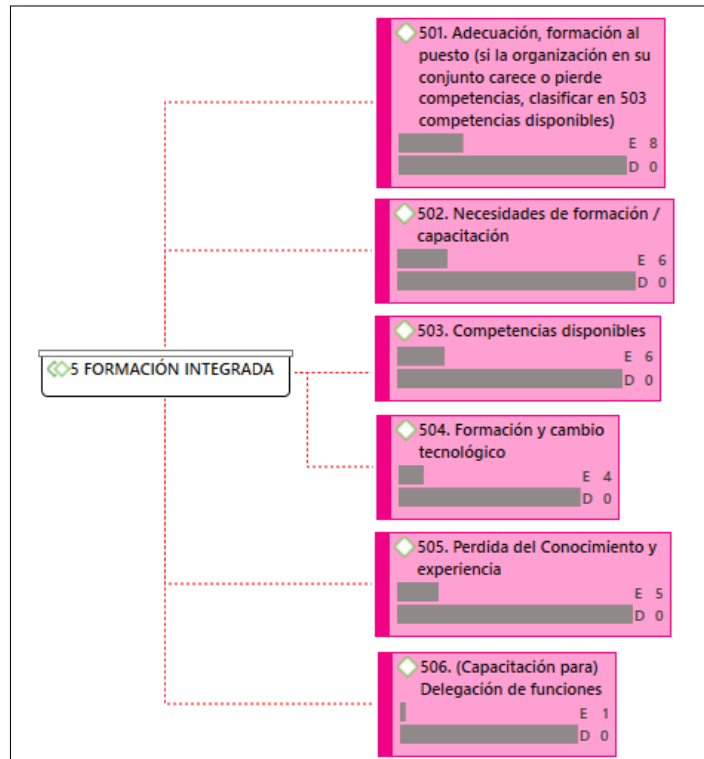 501. Adecuación, formación al
puesto (si la organización en su
conjunto carece o pierde
competencias, clasificar en 503
competencias disponibles)
E 8
D 0
502. Necesidades de formación /
capacitación
E 6
D 0
503. Competencias disponibles
E 6
D 0
5 FORMACIÓN INTEGRADA
504. Formación y cambio
tecnológico
E 4
D 0
505. Perdida del Conocimiento y
experiencia
E 5
D 0
506. (Capacitación para)
Delegación de funciones
E 1
D 0